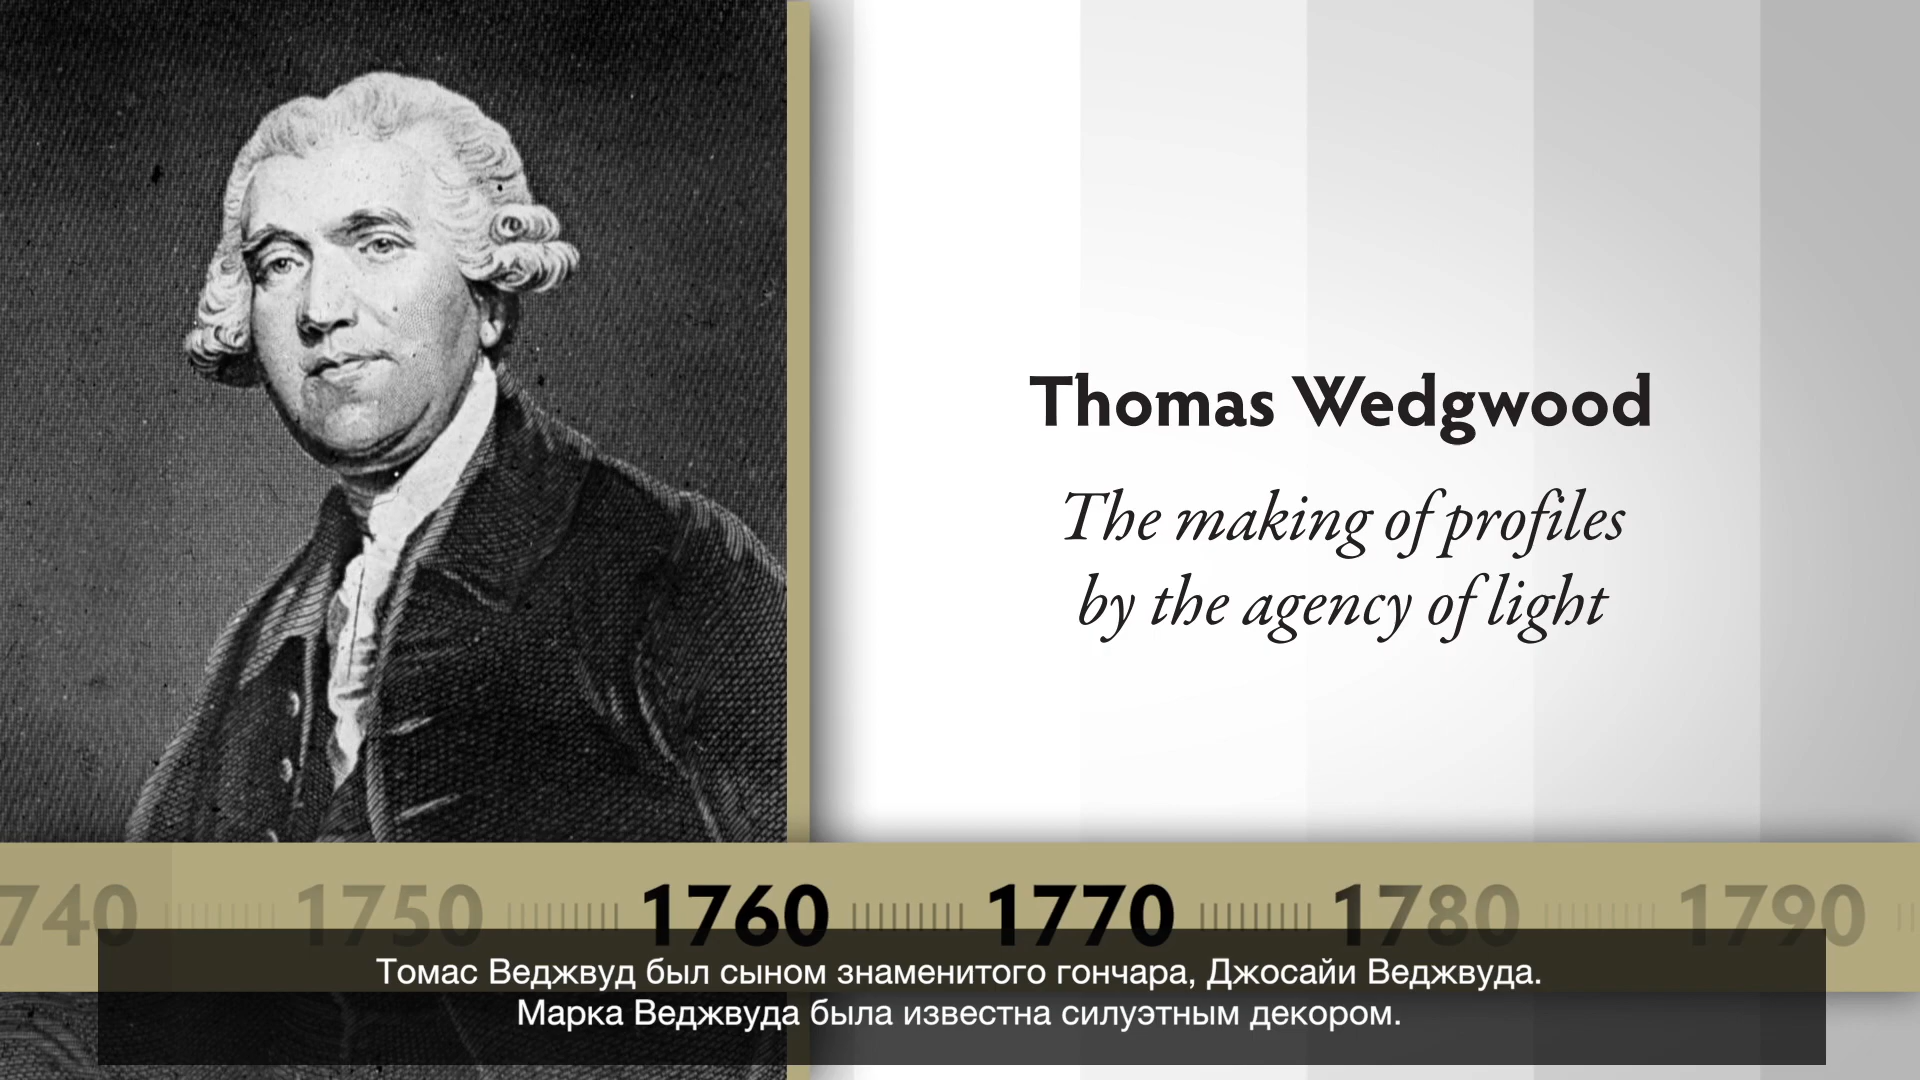 Thomas Wedgwood
The making of profiles
by the agency of light
740 1750 1760 1770 1780 1790
Томас Веджвуд был сыном знаменитого гончара, Джосайи Веджвуда.
Марка Веджвуда была известна силуэтным декором.